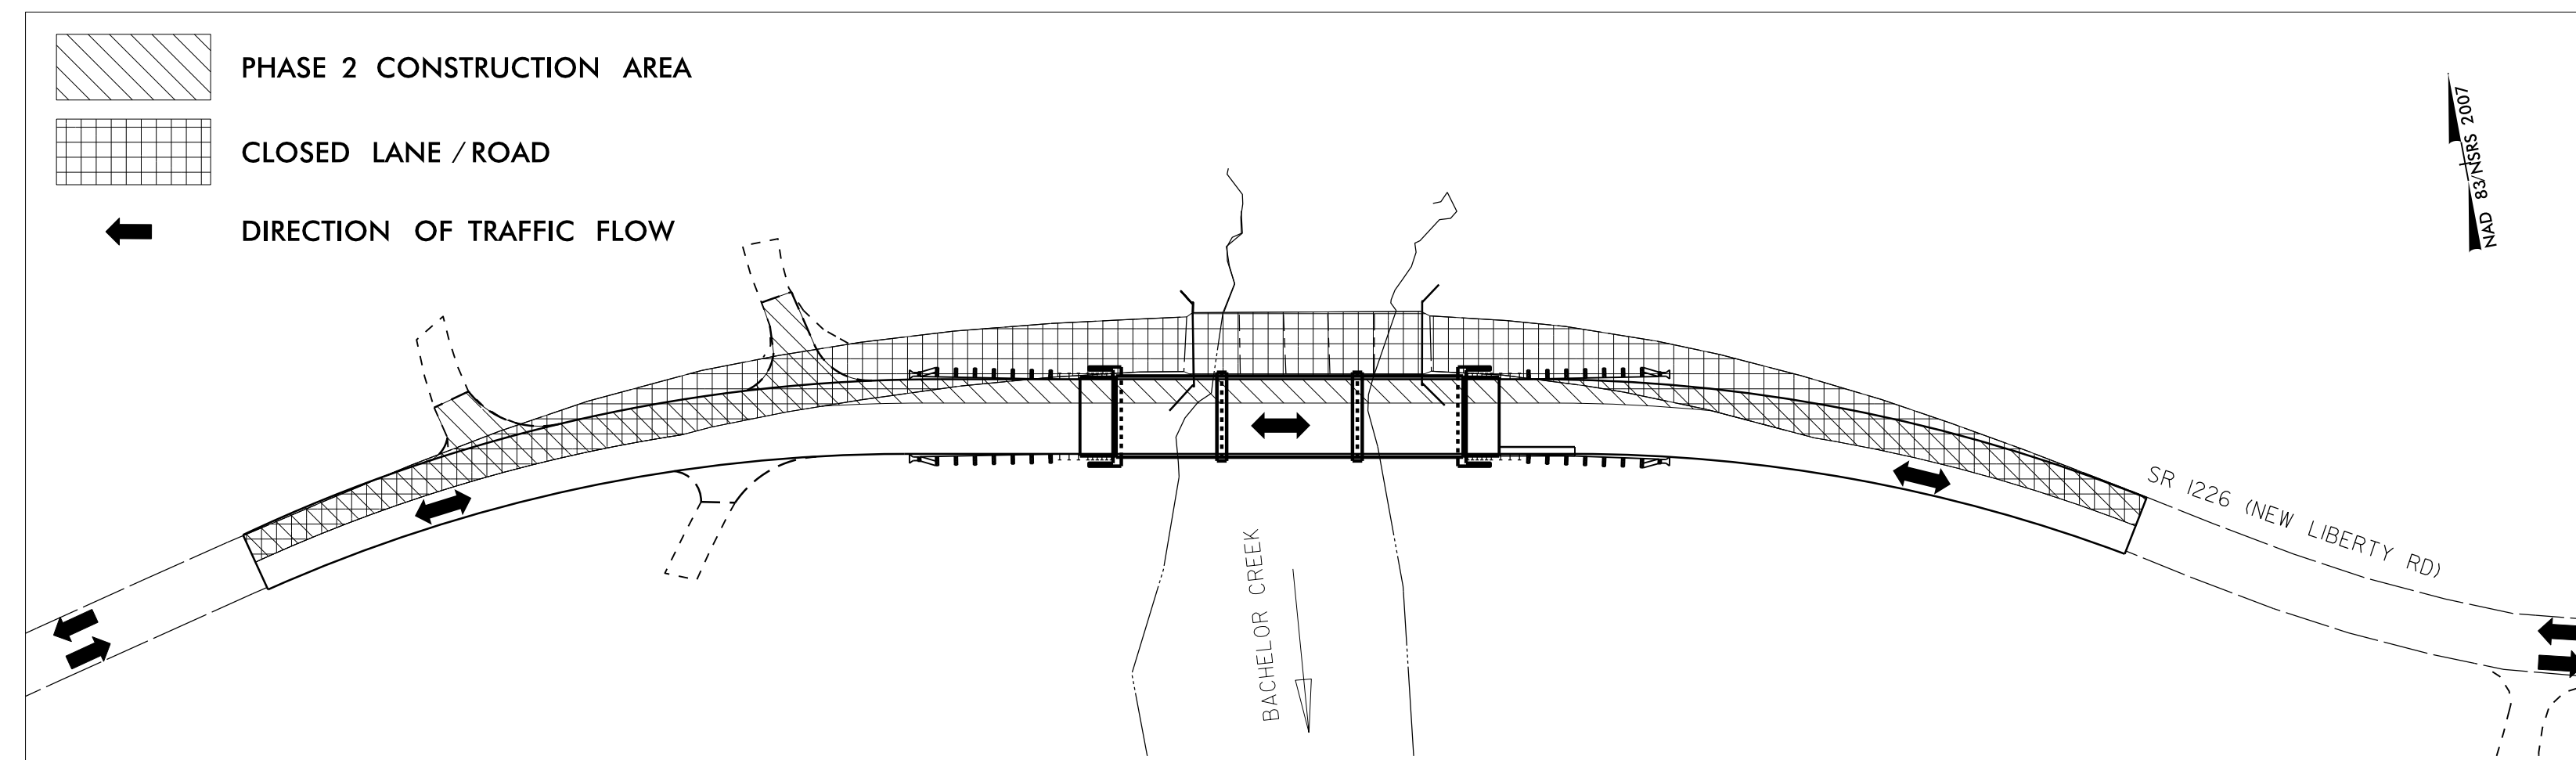 PHASE 2 CONSTRUCTION AREA
CLOSED LANE / ROAD
DIRECTION OF TRAFFIC FLOW
NAD 83/NSRS 2007
SR 1226 (NEW LIBERTY RD)
BACHELOR CREEK